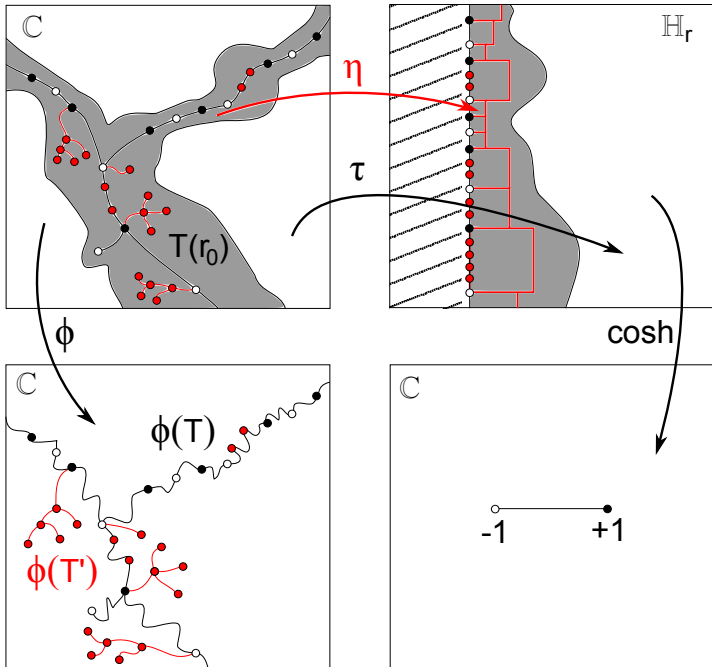 ℂ
ℍr
η
τ
T(r₀)
ϕ
cosh
ℂ
ϕ(T)
ϕ(T')
ℂ
-1
+1